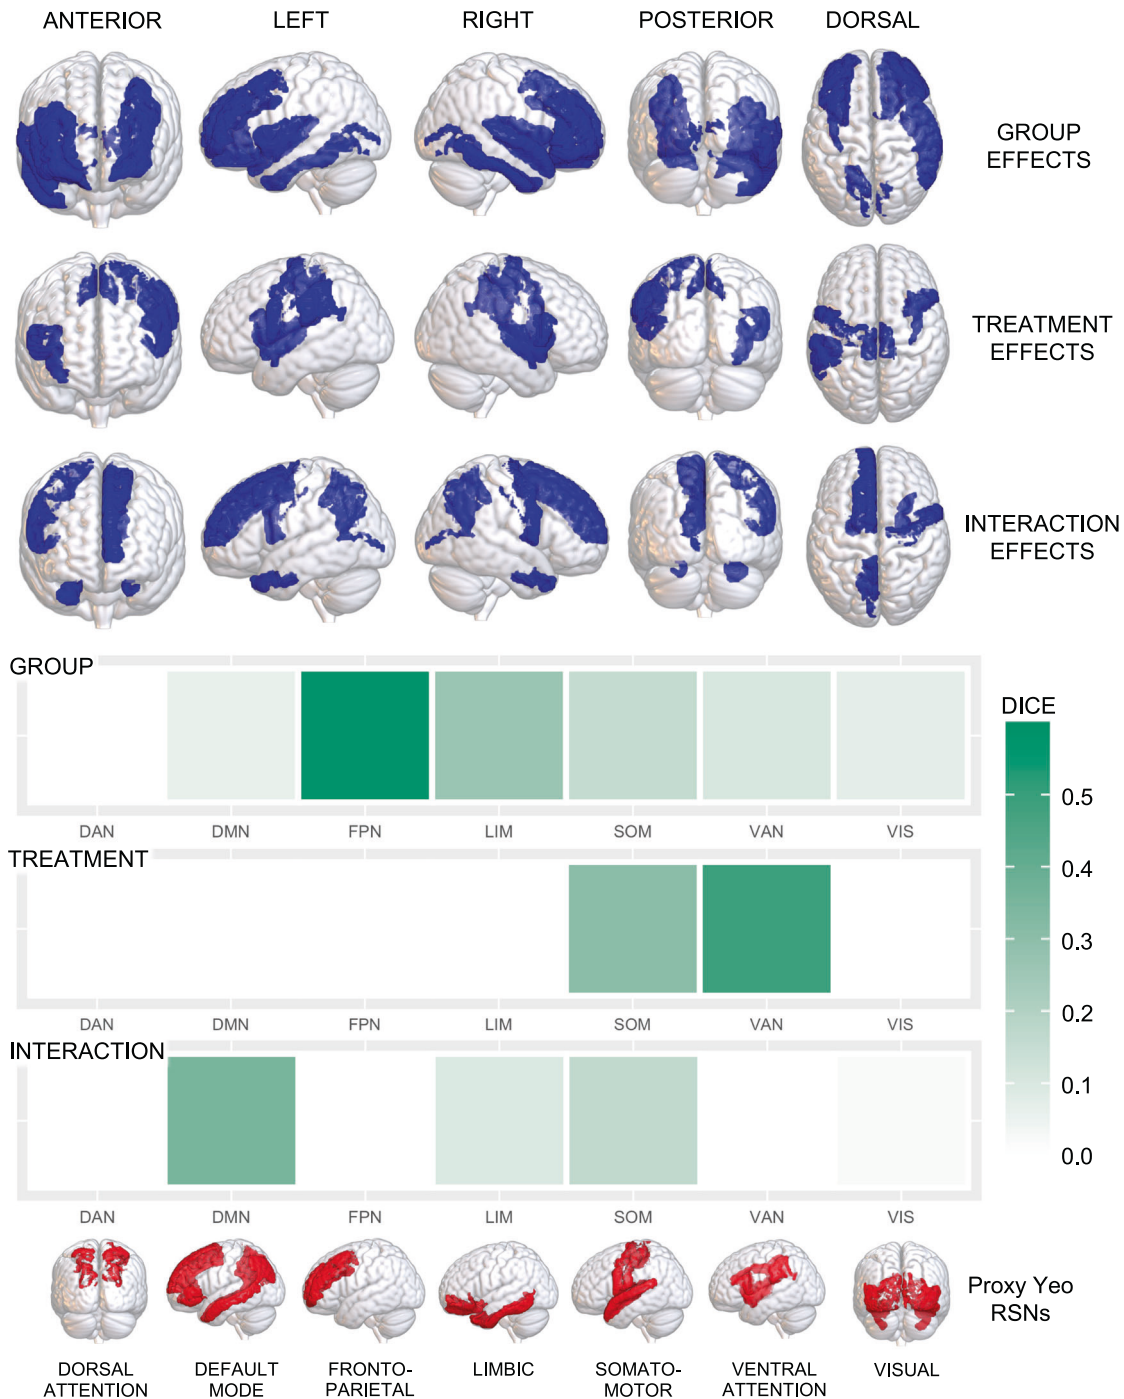 ANTERIOR LEFT RIGHT POSTERIOR DORSAL
GROUP
EFFECTS
TREATMENT
EFFECTS
INTERACTION
EFFECTS
GROUP
DAN DMN FPN LIM SOM VAN VIS
TREATMENT
DAN DMN FPN LIM SOM VAN VIS
INTERACTION
DAN DMN FPN LIM SOM VAN VIS
DICE
0.5
0.4
0.3
0.2
0.1
0.0
Proxy Yeo
RSNs
DORSAL
ATTENTION
DEFAULT
MODE
FRONTO-
PARIETAL
LIMBIC
SOMATO-
MOTOR
VENTRAL
ATTENTION
VISUAL